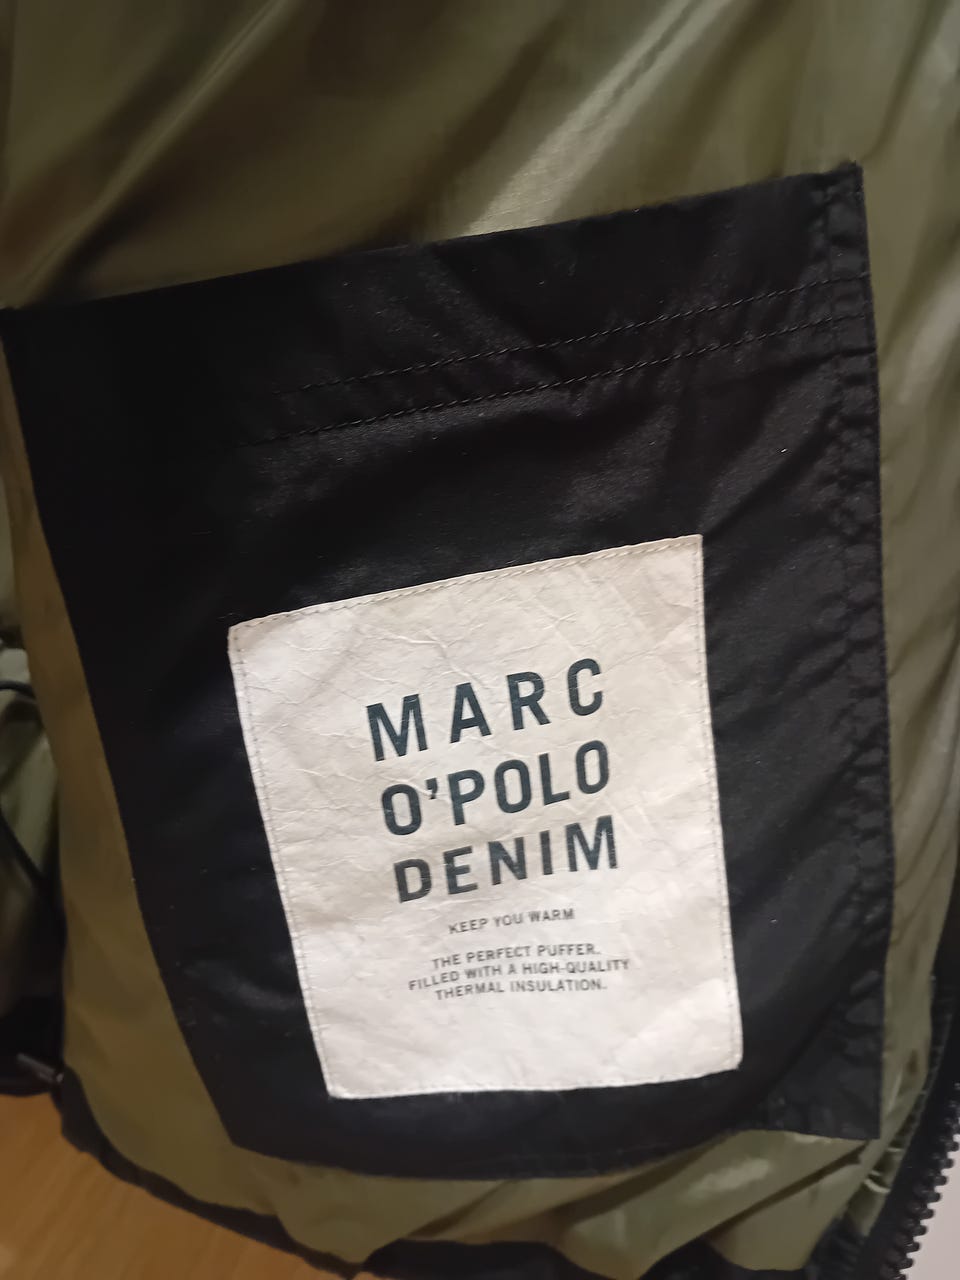 MARC
O'POLO
DENIM
KEEP YOU WARM
THE PERFECT PUFFER.
FILLED WITH A HIGH-QUALITY
THERMAL INSULATION.